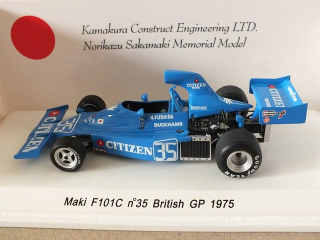 Kamakura Construct Engineering LTD.
Norikazu Sakamaki Memorial Model
CITIZEN
H.FUSHIDA
DUCKHAMS
CITIZEN 35
CITIZEN
35
GOODYEAR
Maki F101C n°35 British GP 1975